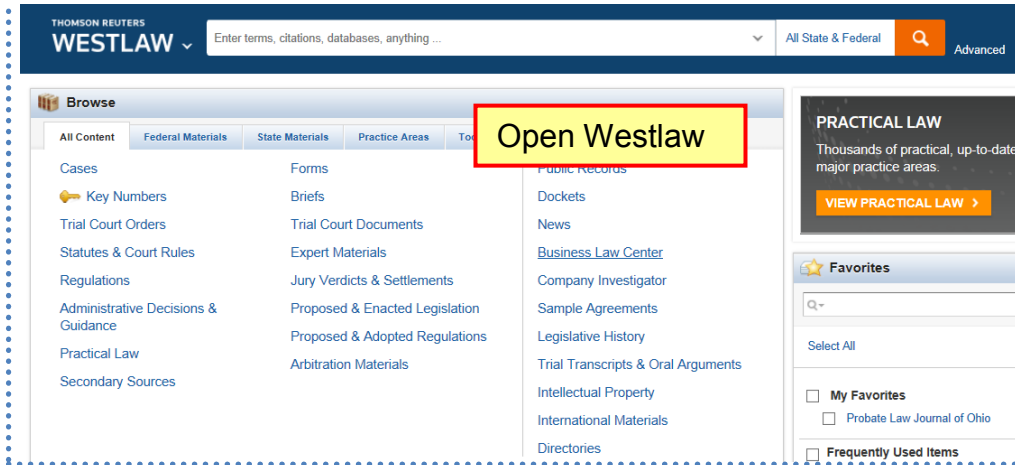 THOMSON REUTERS
WESTLAW
Enter terms, citations, databases, anything ...
All State & Federal
Advanced
Browse
All Content
Federal Materials
State Materials
Practice Areas
Open Westlaw
Cases
Key Numbers
Trial Court Orders
Statutes & Court Rules
Regulations
Administrative Decisions &
Guidance
Practical Law
Secondary Sources
Forms
Briefs
Trial Court Documents
Expert Materials
Jury Verdicts & Settlements
Proposed & Enacted Legislation
Proposed & Adopted Regulations
Arbitration Materials
Public Records
Dockets
News
Business Law Center
Company Investigator
Sample Agreements
Legislative History
Trial Transcripts & Oral Arguments
Intellectual Property
International Materials
Directories
PRACTICAL LAW
Thousands of practical, up-to-date
major practice areas.
VIEW PRACTICAL LAW
Favorites
Select All
My Favorites
Probate Law Journal of Ohio
Frequently Used Items